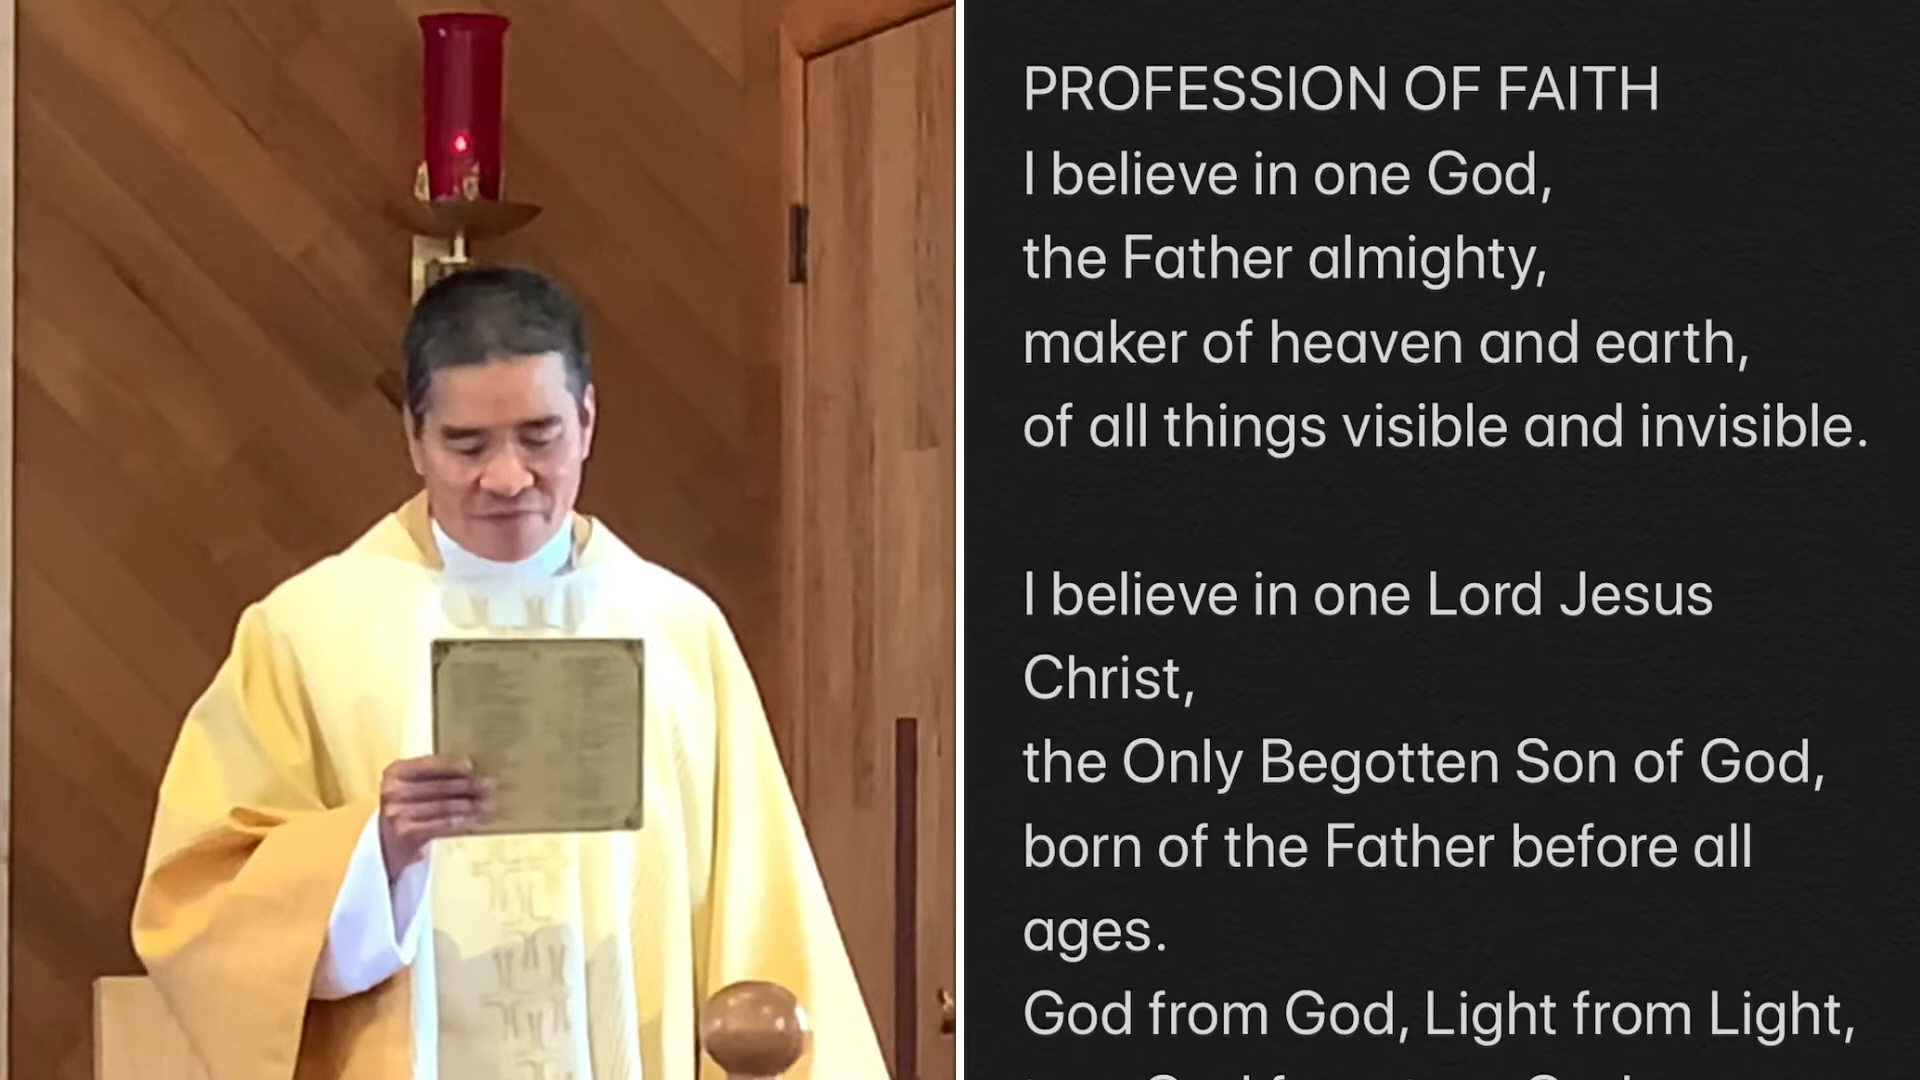 PROFESSION OF FAITH
I believe in one God,
the Father almighty,
maker of heaven and earth,
of all things visible and invisible.
I believe in one Lord Jesus
Christ,
the Only Begotten Son of God,
born of the Father before all
ages.
God from God, Light from Light,